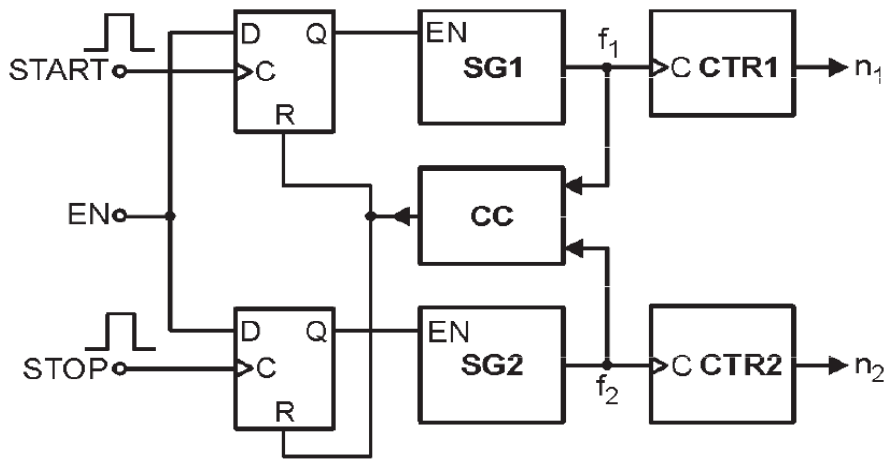 D Q EN SG1 f₁ C CTR1 n₁
START C
R
EN CC
D Q EN SG2 f₂ C CTR2 n₂
STOP C
R